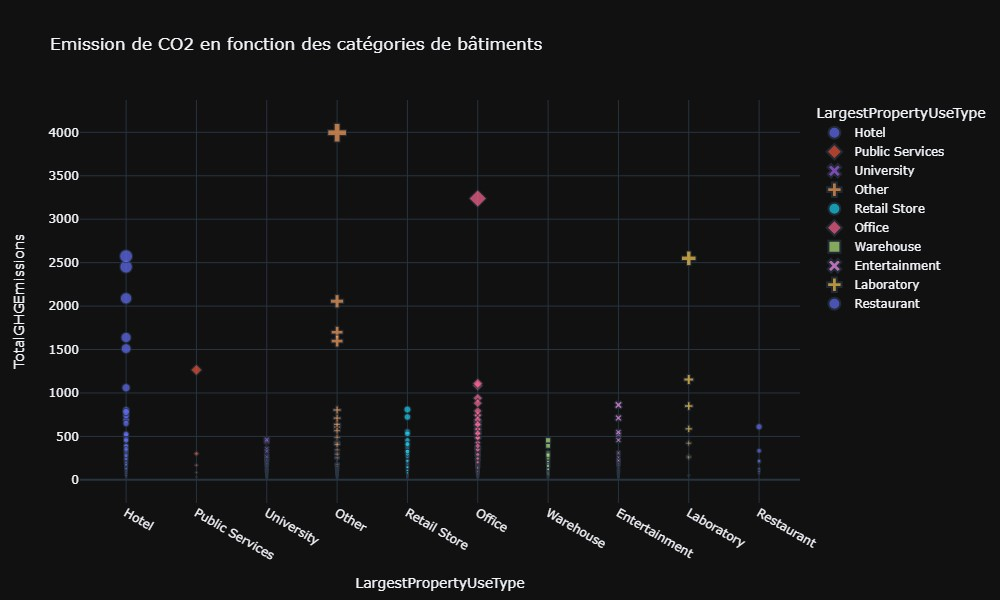 Emission de CO2 en fonction des catégories de bâtiments
LargestPropertyUseType
Hotel
Public Services
University
Other
Retail Store
Office
Warehouse
Entertainment
Laboratory
Restaurant
TotalGHGEmissions
4000
3500
3000
2500
2000
1500
1000
500
0
Hotel
Public Services
University
Other
Retail Store
Office
Warehouse
Entertainment
Laboratory
Restaurant
LargestPropertyUseType